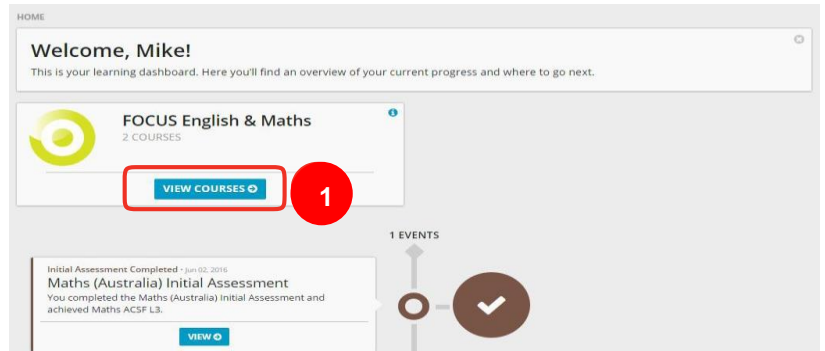 HOME
Welcome, Mike!
This is your learning dashboard. Here you'll find an overview of your current progress and where to go next.
FOCUS English & Maths
2 COURSES
VIEW COURSES
1
1 EVENTS
Initial Assessment Completed • Jun 02, 2016
Maths (Australia) Initial Assessment
You completed the Maths (Australia) Initial Assessment and
achieved Maths ACSF L3.
VIEW